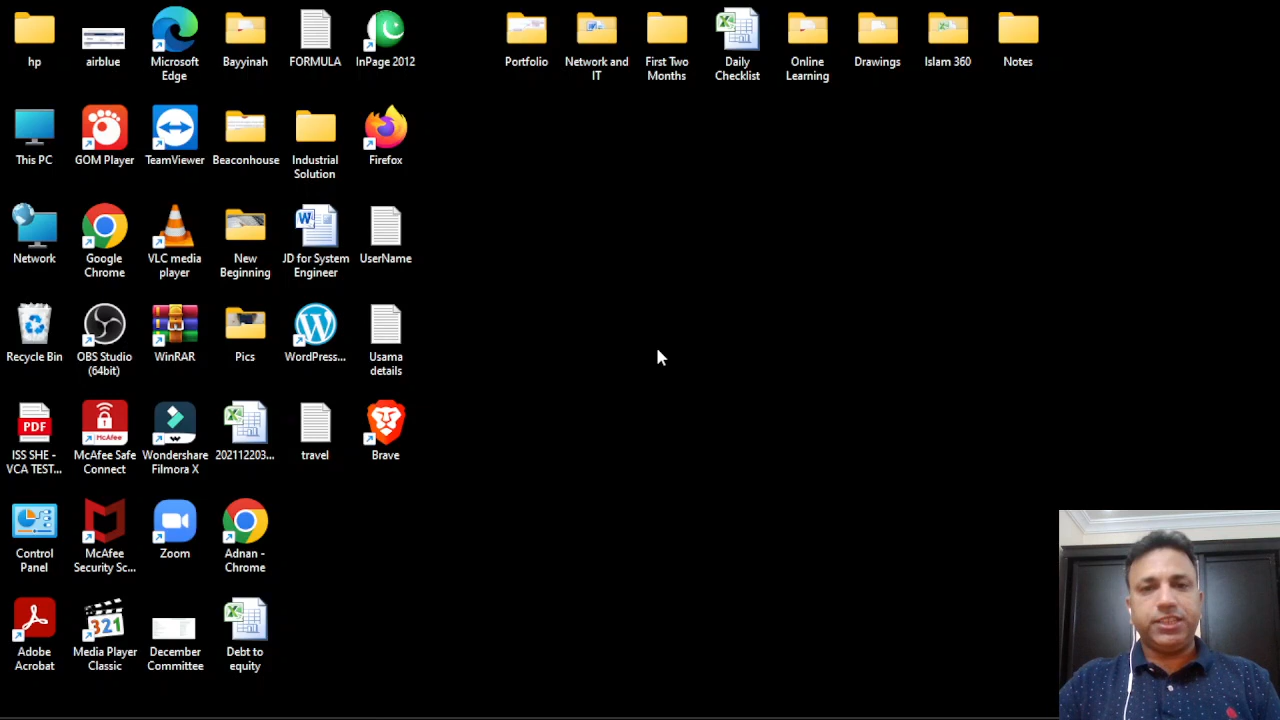 hp
airblue
Microsoft
Edge
Bayyinah
FORMULA
InPage 2012
Portfolio
Network and
IT
First Two
Months
Daily
Checklist
Online
Learning
Drawings
Islam 360
Notes
This PC
GOM Player
TeamViewer
Beaconhouse
Industrial
Solution
Firefox
Network
Google
Chrome
VLC media
player
New
Beginning
JD for System
Engineer
UserName
Recycle Bin
OBS Studio
(64bit)
WinRAR
Pics
WordPress...
Usama
details
PDF
ISS SHE -
VCA TEST...
McAfee
McAfee Safe
Connect
Wondershare
Filmora X
202112203...
travel
Brave
Control
Panel
McAfee
Security Sc...
Zoom
Adnan -
Chrome
Adobe
Acrobat
321
Media Player
Classic
December
Committee
Debt to
equity